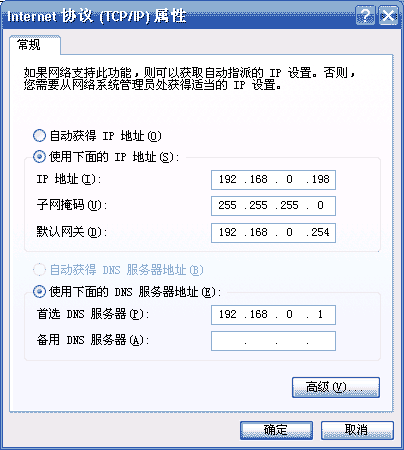 Internet 协议 (TCP/IP) 属性
常规
如果网络支持此功能，则可以获取自动指派的 IP 设置。否则，
您需要从网络系统管理员处获得适当的 IP 设置。
自动获得 IP 地址(O)
使用下面的 IP 地址(S):
IP 地址(I): 192 .168 . 0 .198
子网掩码(U): 255 .255 .255 . 0
默认网关(D): 192 .168 . 0 .254
自动获得 DNS 服务器地址(B)
使用下面的 DNS 服务器地址(E):
首选 DNS 服务器(P): 192 .168 . 0 . 1
备用 DNS 服务器(A): . . .
高级(V)...
确定 取消